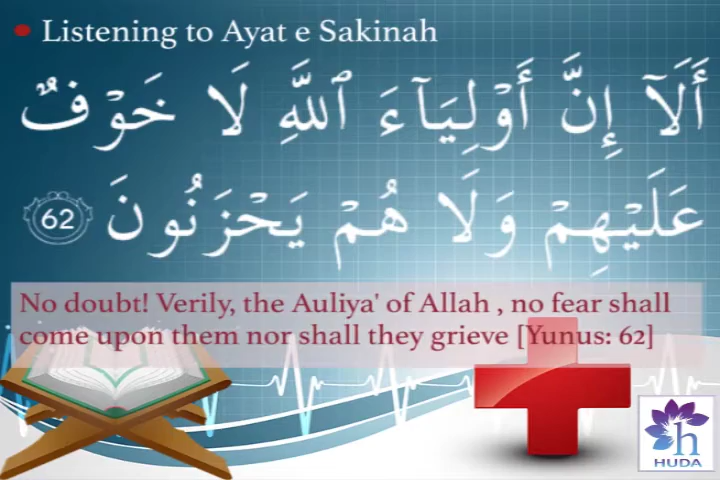 Listening to Ayat e Sakinah
أَلَآ إِنَّ أَوْلِيَآءَ ٱللَّهِ لَا خَوْفٌ
عَلَيْهِمْ وَلَا هُمْ يَحْزَنُونَ 62
No doubt! Verily, the Auliya' of Allah , no fear shall
come upon them nor shall they grieve [Yunus: 62]
h
HUDA